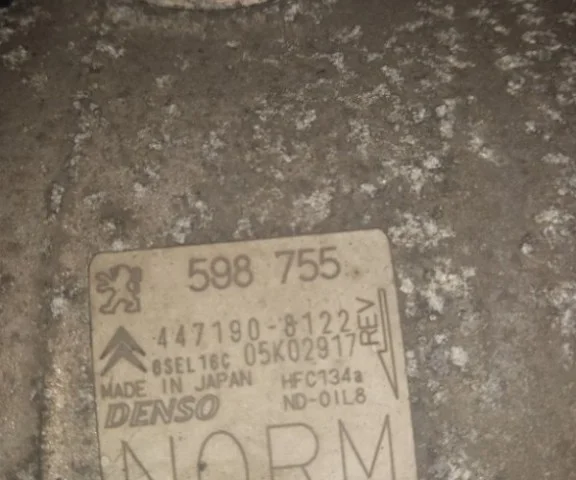 598 755
447190-8122
6SEL16C 05K02917
REV
MADE IN JAPAN HFC134a
DENSO ND-OIL8
NORM